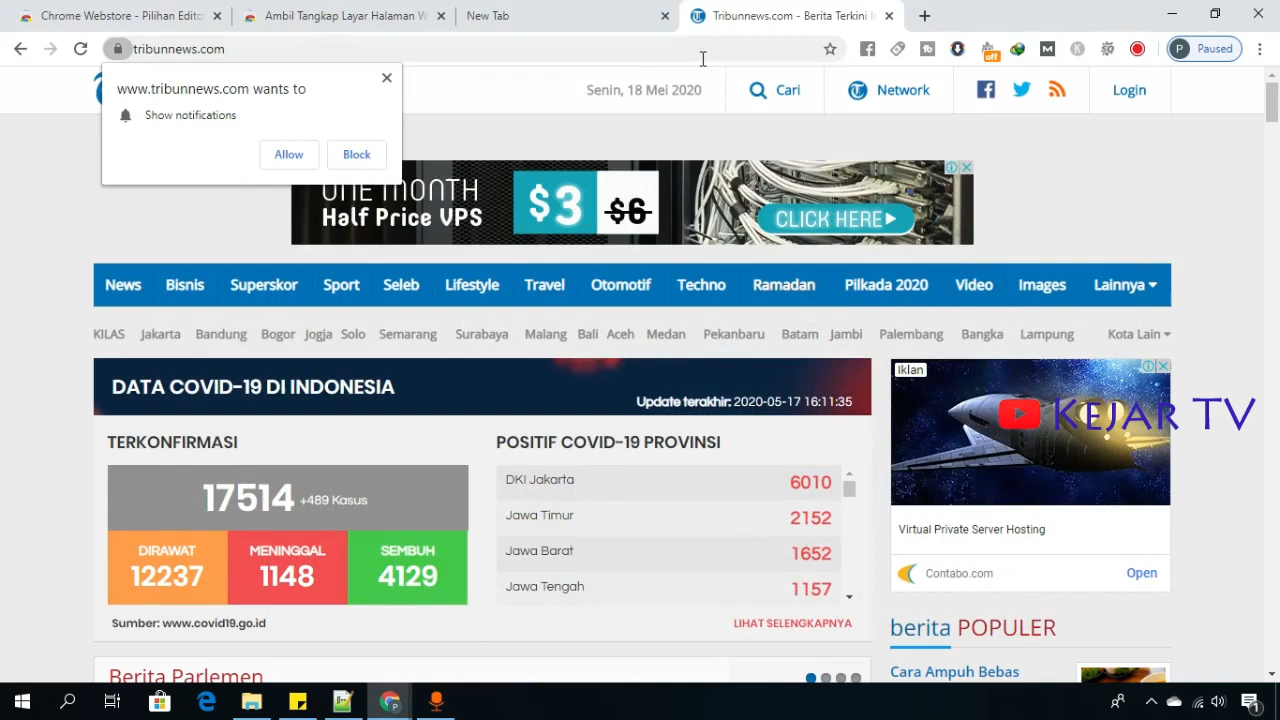 Chrome Webstore - Pilihan Edito
Ambil Tangkap Layar Halaman W
New Tab
Tribunnews.com - Berita Terkini I
tribunnews.com
off
M
K
P Paused
www.tribunnews.com wants to
Show notifications
Allow
Block
Senin, 18 Mei 2020
Cari
Network
Login
ONE MONTH
Half Price VPS
$3
$6
CLICK HERE
News Bisnis Superskor Sport Seleb Lifestyle Travel Otomotif Techno Ramadan Pilkada 2020 Video Images Lainnya
KILAS Jakarta Bandung Bogor Jogja Solo Semarang Surabaya Malang Bali Aceh Medan Pekanbaru Batam Jambi Palembang Bangka Lampung Kota Lain
DATA COVID-19 DI INDONESIA
Update terakhir: 2020-05-17 16:11:35
TERKONFIRMASI
17514 +489 Kasus
DIRAWAT
12237
MENINGGAL
1148
SEMBUH
4129
POSITIF COVID-19 PROVINSI
DKI Jakarta 6010
Jawa Timur 2152
Jawa Barat 1652
Jawa Tengah 1157
Sumber: www.covid19.go.id
LIHAT SELENGKAPNYA
Iklan
KEJAR TV
Virtual Private Server Hosting
Contabo.com
Open
berita POPULER
Cara Ampuh Bebas
Berita Parlemen
P
1